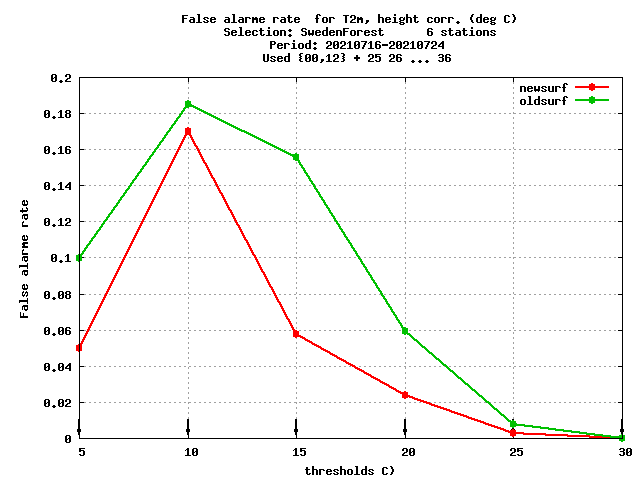 False alarme rate  for T2m, height corr. (deg C)
Selection: SwedenForest      6 stations
Period: 20210716-20210724
Used {00,12} + 25 26 ... 36
newsurf
oldsurf
False alarme rate
0.2
0.18
0.16
0.14
0.12
0.1
0.08
0.06
0.04
0.02
0
5 10 15 20 25 30
thresholds C)